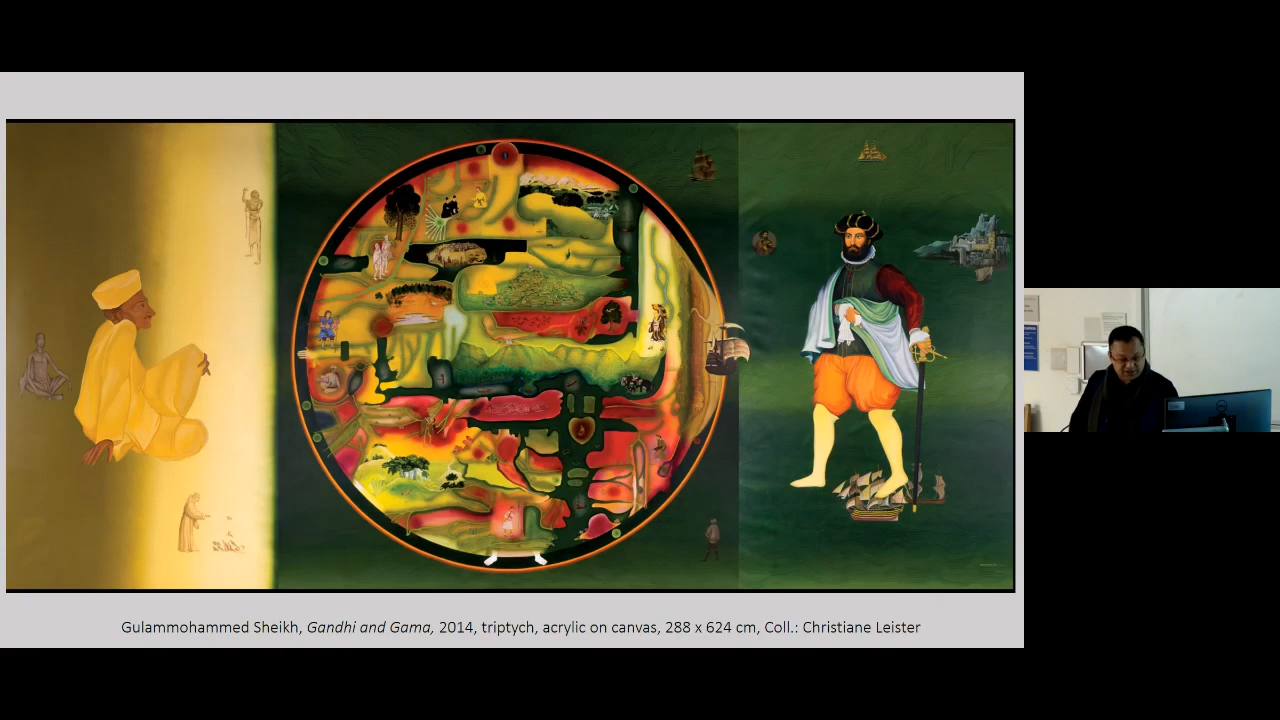 Gulammohammed Sheikh, Gandhi and Gama, 2014, triptych, acrylic on canvas, 288 x 624 cm, Coll.: Christiane Leister